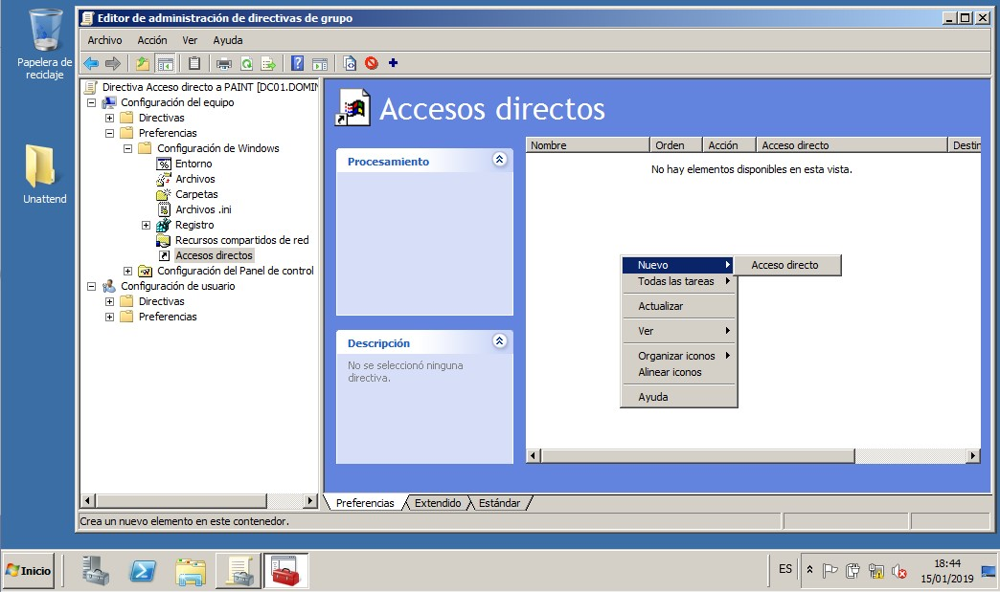 Papelera de
reciclaje
Unattend
Editor de administración de directivas de grupo
Archivo Acción Ver Ayuda
Directiva Acceso directo a PAINT [DC01.DOMIN
Configuración del equipo
Directivas
Preferencias
Configuración de Windows
Entorno
Archivos
Carpetas
Archivos .ini
Registro
Recursos compartidos de red
Accesos directos
Configuración del Panel de control
Configuración de usuario
Directivas
Preferencias
Accesos directos
Procesamiento
Descripción
No se seleccionó ninguna
directiva.
Nombre Orden Acción Acceso directo Destin
No hay elementos disponibles en esta vista.
Nuevo
Acceso directo
Todas las tareas
Actualizar
Ver
Organizar iconos
Alinear iconos
Ayuda
Preferencias Extendido Estándar
Crea un nuevo elemento en este contenedor.
Inicio
ES
18:44
15/01/2019